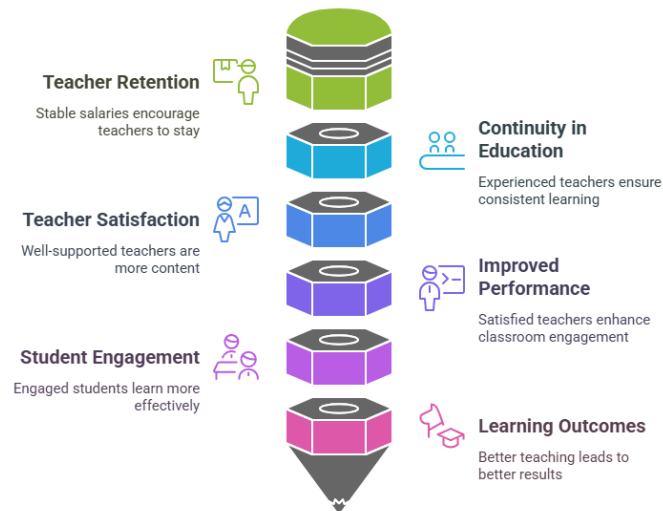 Teacher Retention
Stable salaries encourage
teachers to stay
Continuity in
Education
Experienced teachers ensure
consistent learning
Teacher Satisfaction
Well-supported teachers are
more content
A
Improved
Performance
Satisfied teachers enhance
classroom engagement
Student Engagement
Engaged students learn more
effectively
Learning Outcomes
Better teaching leads to
better results